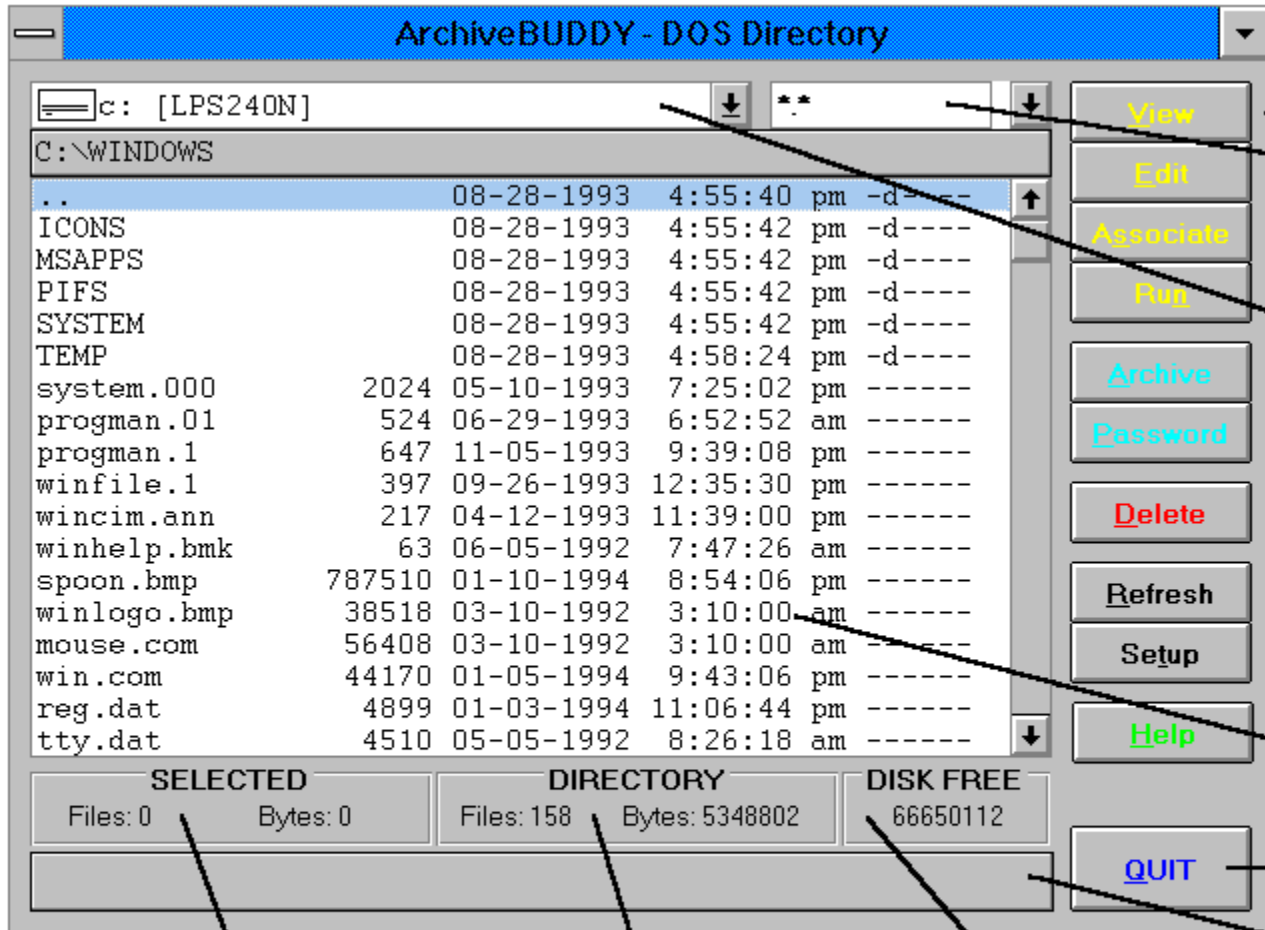 ArchiveBUDDY - DOS Directory
c: [LPS240N]
*.*
C:\WINDOWS
.. 08-28-1993 4:55:40 pm -d----
ICONS 08-28-1993 4:55:42 pm -d----
MSAPPS 08-28-1993 4:55:42 pm -d----
PIFS 08-28-1993 4:55:42 pm -d----
SYSTEM 08-28-1993 4:55:42 pm -d----
TEMP 08-28-1993 4:58:24 pm -d----
system.000 2024 05-10-1993 7:25:02 pm ------
progman.01 524 06-29-1993 6:52:52 am ------
progman.1 647 11-05-1993 9:39:08 pm ------
winfile.1 397 09-26-1993 12:35:30 pm ------
wincim.ann 217 04-12-1993 11:39:00 pm ------
winhelp.bmk 63 06-05-1992 7:47:26 am ------
spoon.bmp 787510 01-10-1994 8:54:06 pm ------
winlogo.bmp 38518 03-10-1992 3:10:00 am ------
mouse.com 56408 03-10-1992 3:10:00 am ------
win.com 44170 01-05-1994 9:43:06 pm ------
reg.dat 4899 01-03-1994 11:06:44 pm ------
tty.dat 4510 05-05-1992 8:26:18 am ------
View
Edit
Associate
Run
Archive
Password
Delete
Refresh
Setup
Help
SELECTED
Files: 0 Bytes: 0
DIRECTORY
Files: 158 Bytes: 5348802
DISK FREE
66650112
QUIT